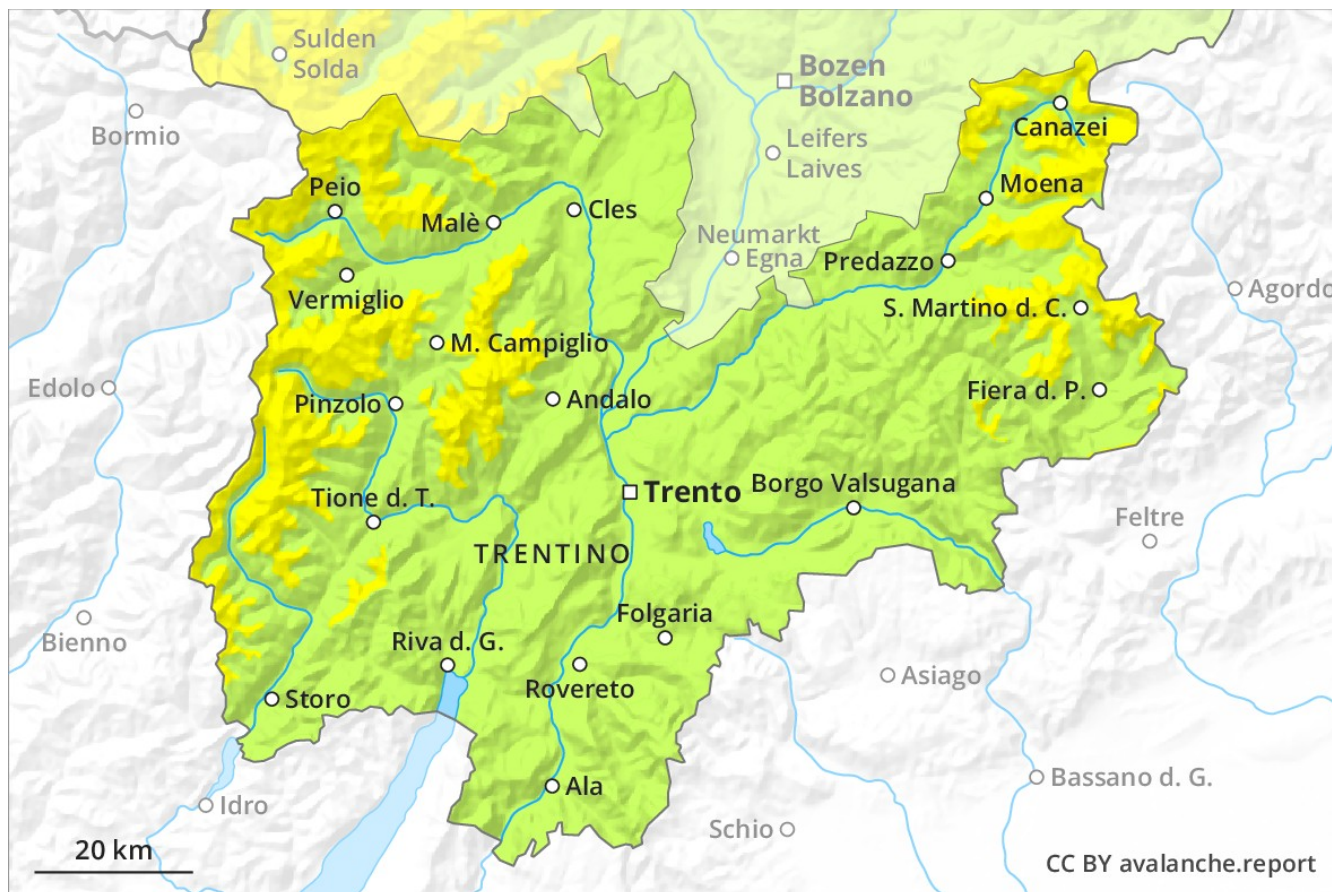 Sulden
Solda
Bozen
Bolzano
Bormio
Canazei
Leifers
Laives
Peio
Moena
Malè
Cles
Neumarkt
Egna
Predazzo
Vermiglio
Agordo
S. Martino d. C.
M. Campiglio
Edolo
Pinzolo
Andalo
Fiera d. P.
Trento
Borgo Valsugana
Tione d. T.
Feltre
TRENTINO
Bienno
Folgaria
Riva d. G.
Asiago
Rovereto
Storo
Bassano d. G.
Ala
Idro
Schio
20 km
CC BY avalanche.report